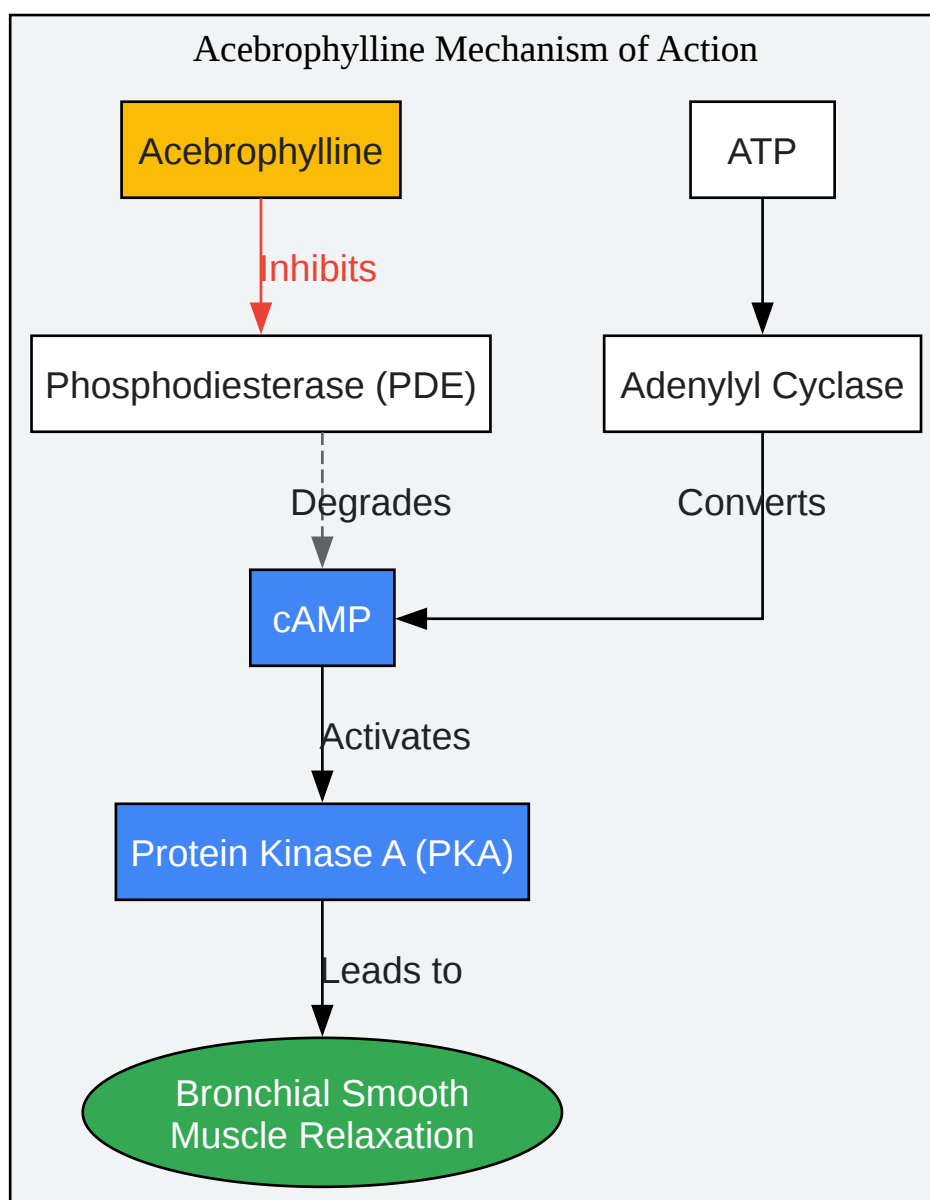 Acebrophylline Mechanism of Action
Acebrophylline
ATP
Inhibits
Phosphodiesterase (PDE)
Adenylyl Cyclase
Degrades
Converts
cAMP
Activates
Protein Kinase A (PKA)
Leads to
Bronchial Smooth
Muscle Relaxation